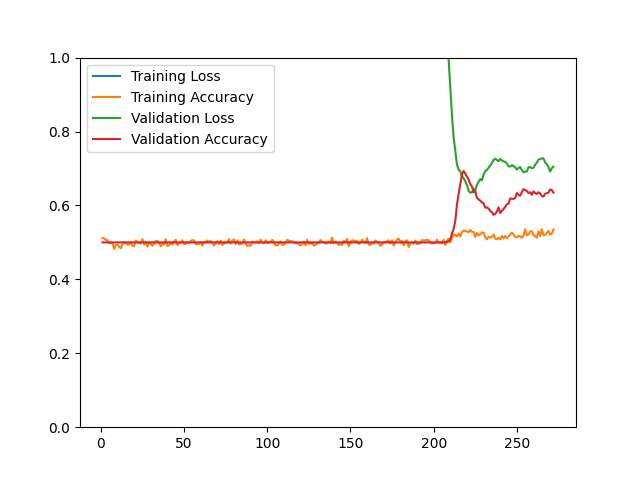 1.0
0.8
0.6
0.4
0.2
0.0
Training Loss
Training Accuracy
Validation Loss
Validation Accuracy
0 50 100 150 200 250